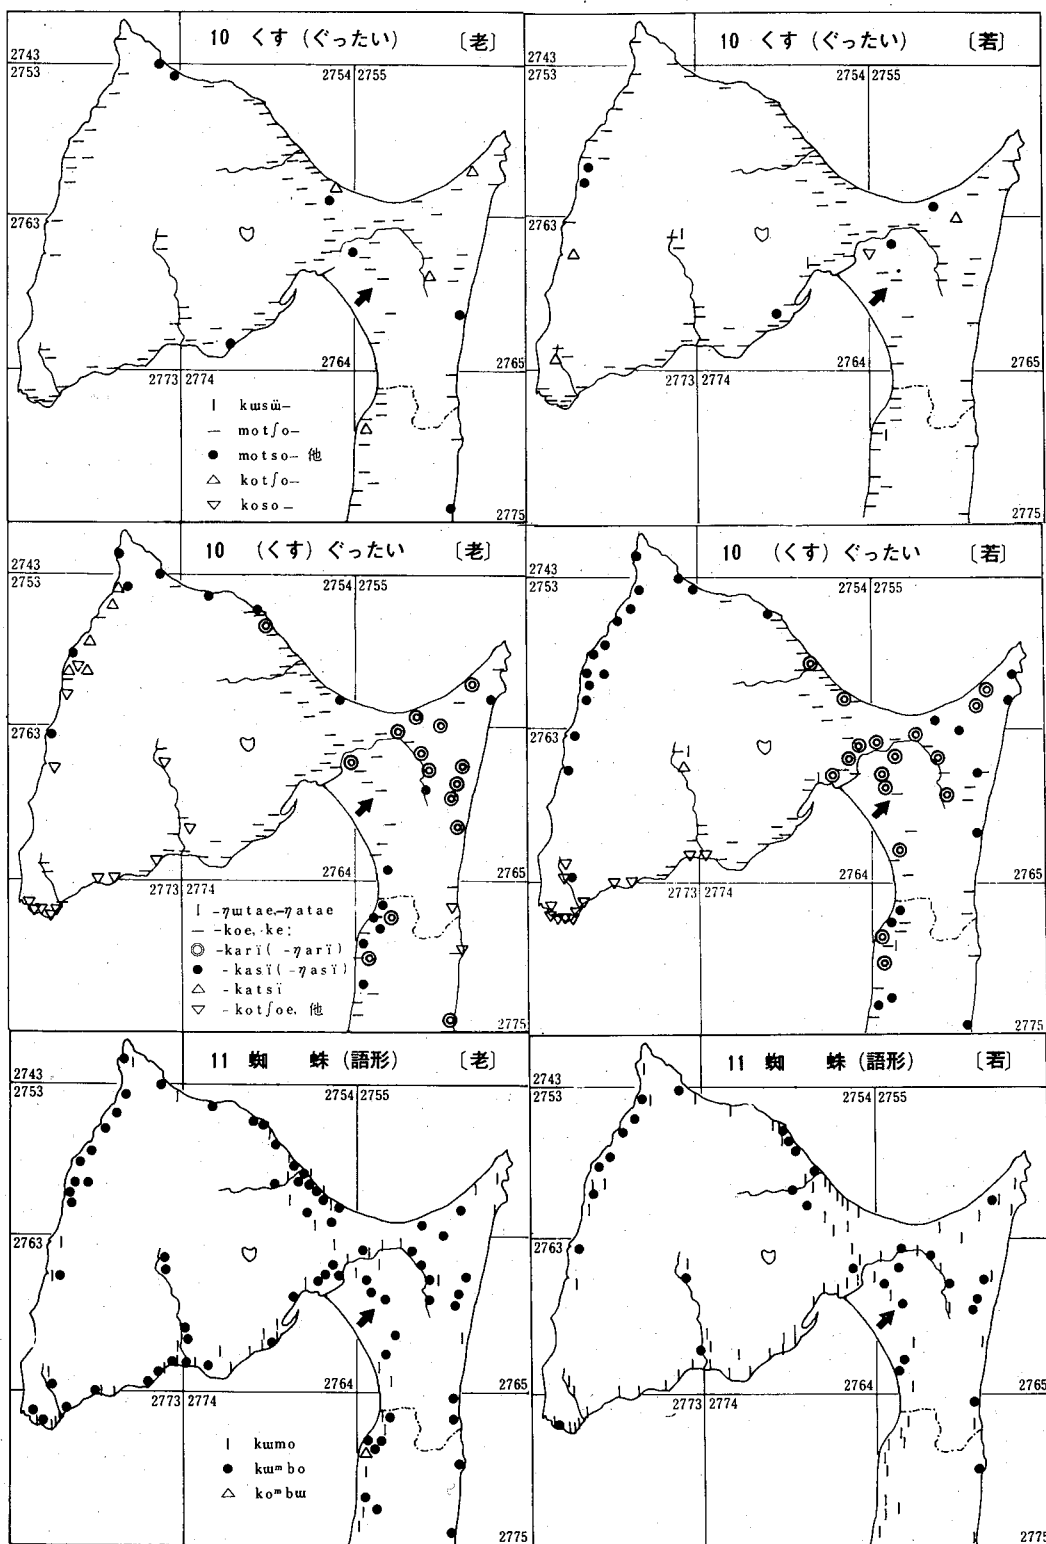 10 くす（ぐったい） 〔老〕
2743
2753
2754 2755
2763
2764
2765
2773 2774
| kɯsɯ̈—
— motʃo—
● motso— 他
△ kotʃo—
▽ koso—
2775
10 くす（ぐったい） 〔若〕
2743
2753
2754 2755
2763
2764
2765
2773 2774
2775
10 （くす）ぐったい 〔老〕
2743
2753
2754 2755
2763
2764
2765
2773 2774
| -ŋɯtae, -ŋatae
— -koe, -ke:
◎ -karï( -ŋarï)
● -kasï( -ŋasï)
△ -katsï
▽ -kotʃoe, 他
2775
10 （くす）ぐったい 〔若〕
2743
2753
2754 2755
2763
2764
2765
2773 2774
2775
11 蜘 蛛（語形） 〔老〕
2743
2753
2754 2755
2763
2764
2765
2773 2774
| kɯmo
● kɯᵐbo
△ koᵐbɯ
2775
11 蜘 蛛（語形） 〔若〕
2743
2753
2754 2755
2763
2764
2765
2773 2774
2775